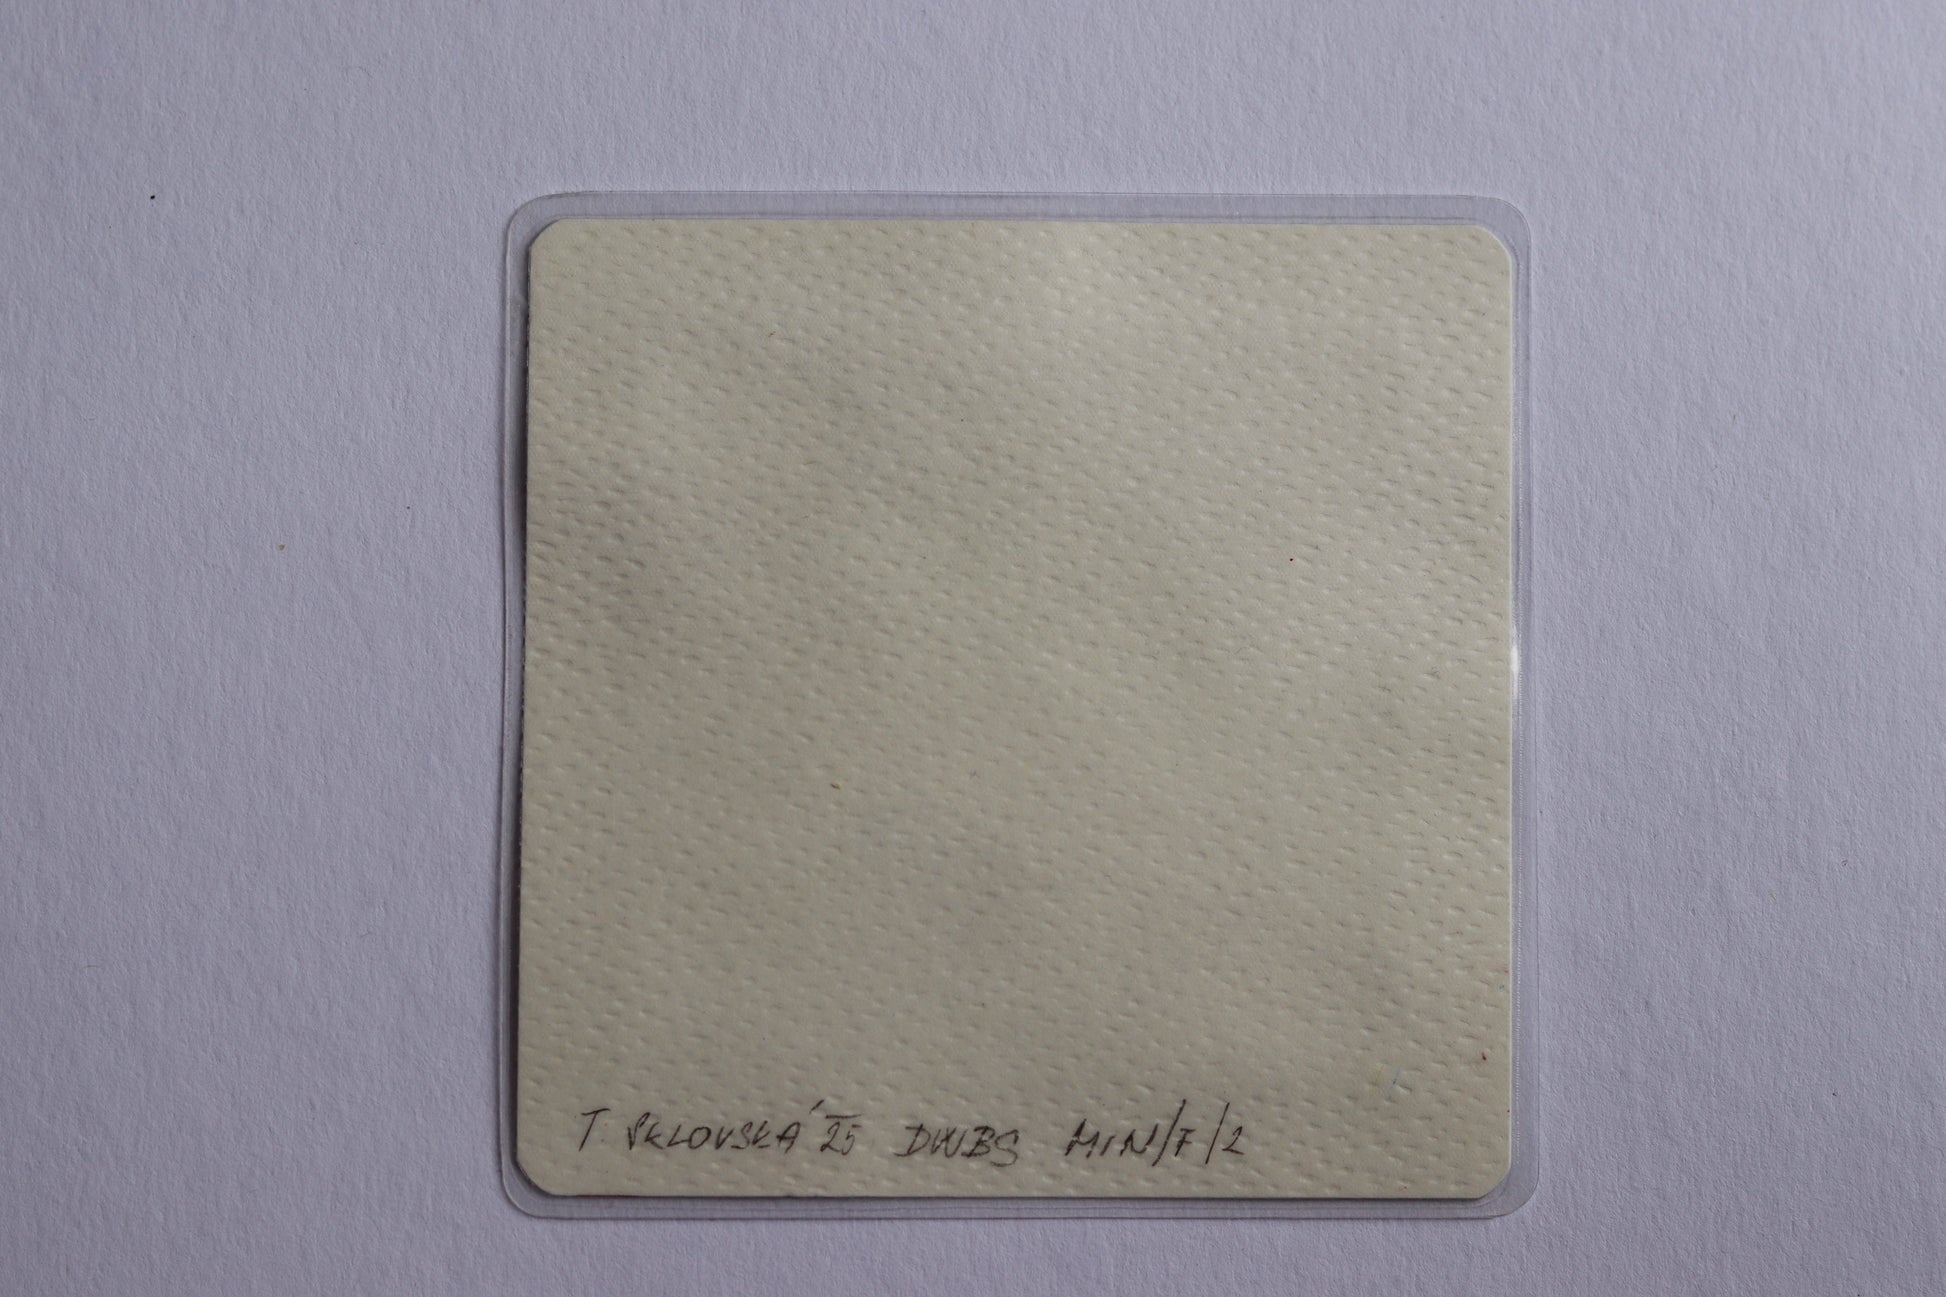 T. SKLOVSKÁ '25 DWBS MIN/F/2